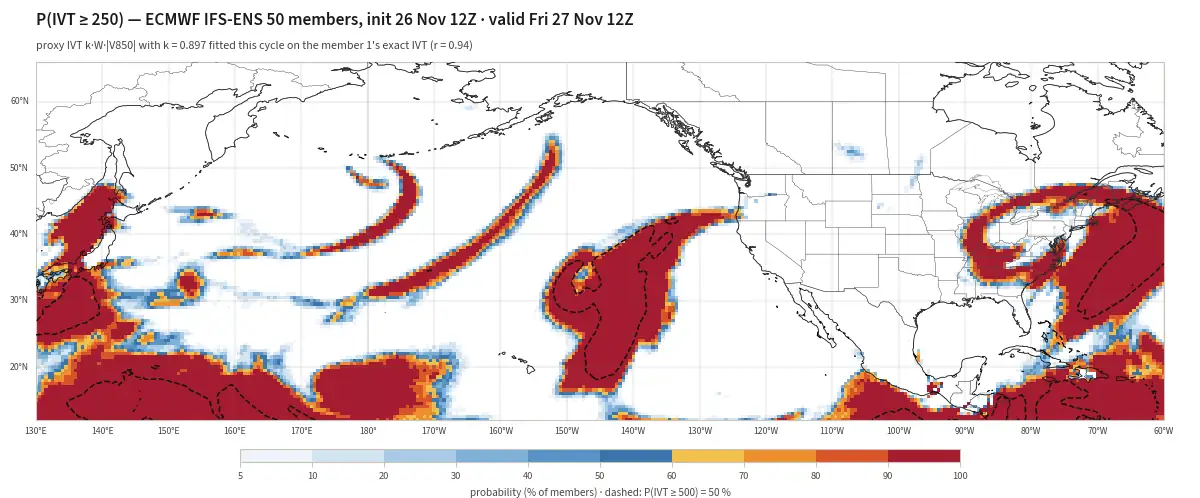 P(IVT ≥ 250) — ECMWF IFS-ENS 50 members, init 26 Nov 12Z · valid Fri 27 Nov 12Z
proxy IVT k·W·|V850| with k = 0.897 fitted this cycle on the member 1's exact IVT (r = 0.94)
60°N
50°N
40°N
30°N
20°N
130°E 140°E 150°E 160°E 170°E 180° 170°W 160°W 150°W 140°W 130°W 120°W 110°W 100°W 90°W 80°W 70°W 60°W
5 10 20 30 40 50 60 70 80 90 100
probability (% of members) · dashed: P(IVT ≥ 500) = 50 %